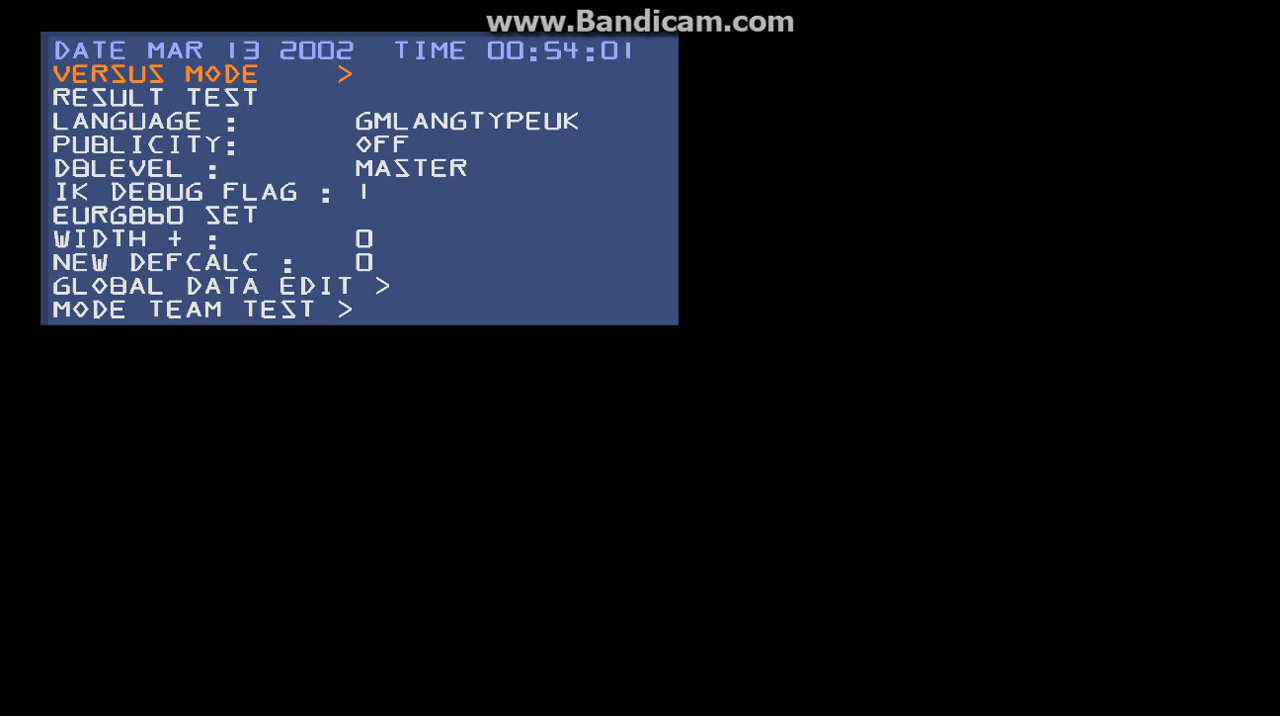 www.Bandicam.com
DATE MAR 13 2002 TIME 00:54:01
VERSUS MODE >
RESULT TEST
LANGUAGE : GMLANGTYPEUK
PUBLICITY: OFF
DBLEVEL : MASTER
IK DEBUG FLAG : 1
EURGB60 SET
WIDTH + : 0
NEW DEFCALC : 0
GLOBAL DATA EDIT >
MODE TEAM TEST >